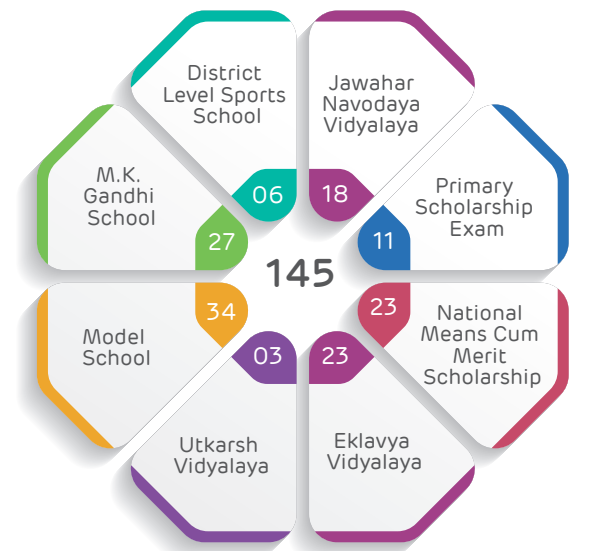 District
Level Sports
School
06
Jawahar
Navodaya
Vidyalaya
18
Primary
Scholarship
Exam
11
National
Means Cum
Merit
Scholarship
23
Eklavya
Vidyalaya
23
Utkarsh
Vidyalaya
03
Model
School
34
M.K.
Gandhi
School
27
145